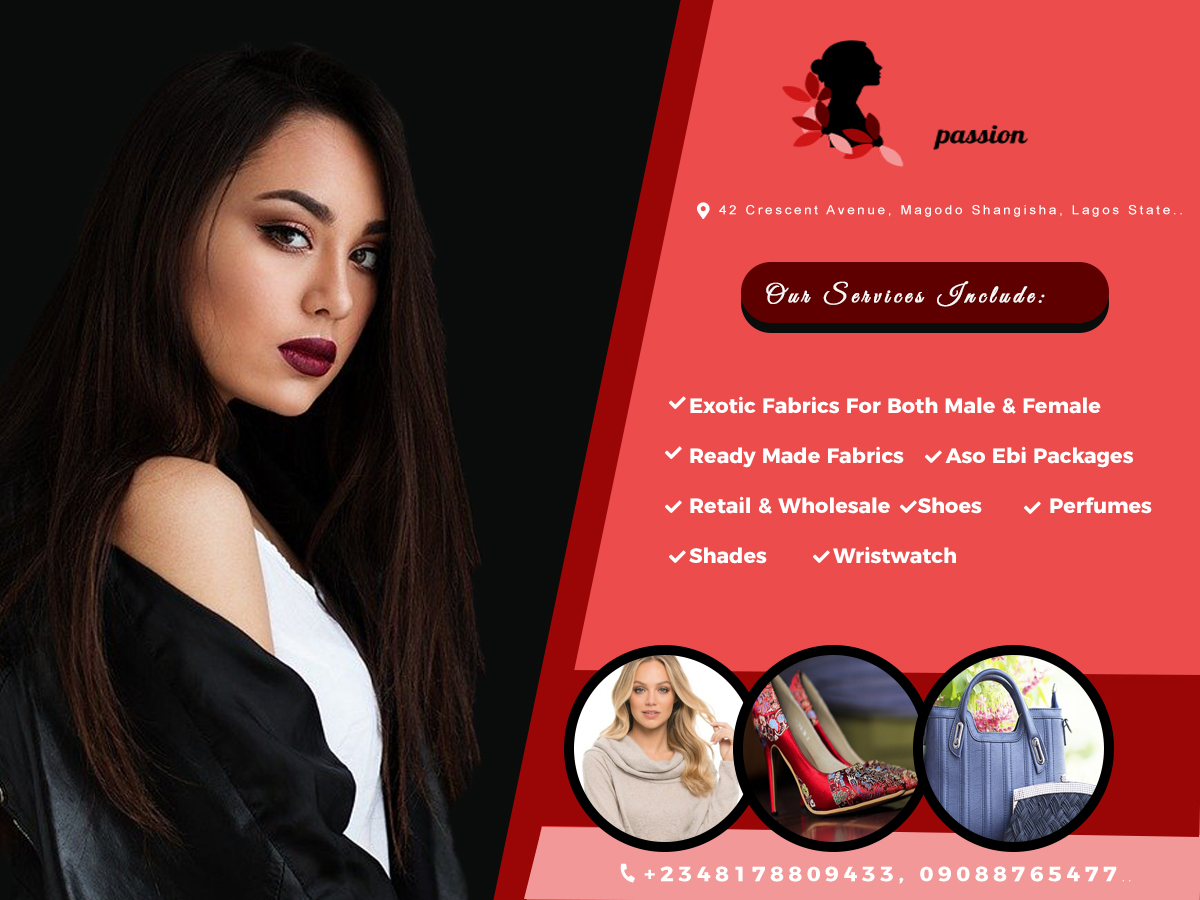 passion
42 Crescent Avenue, Magodo Shangisha, Lagos State..
Our Services Include:
Exotic Fabrics For Both Male & Female
Ready Made Fabrics Aso Ebi Packages
Retail & Wholesale Shoes Perfumes
Shades Wristwatch
+2348178809433, 09088765477..